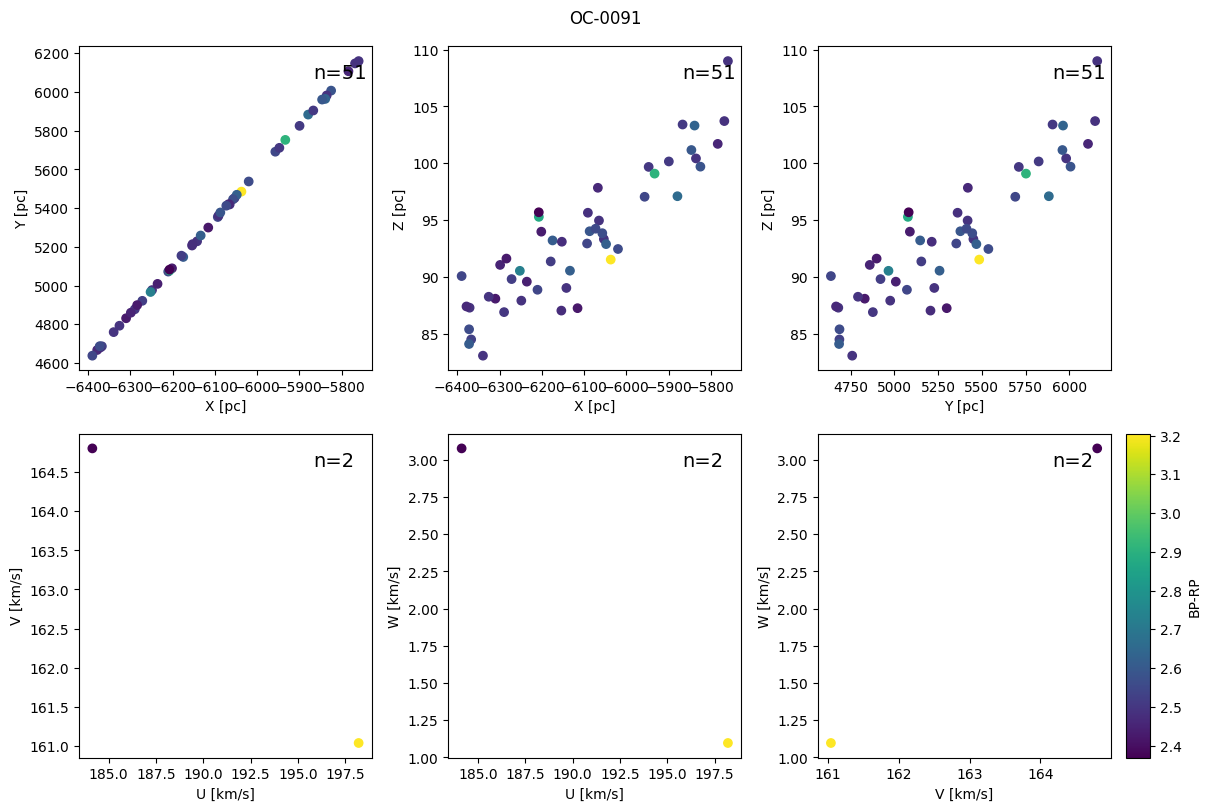 OC-0091
6200
6000
5800
5600
5400
5200
5000
4800
4600
Y [pc]
n=51
−6400 −6300 −6200 −6100 −6000 −5900 −5800
X [pc]
110
105
100
95
90
85
Z [pc]
n=51
−6400 −6300 −6200 −6100 −6000 −5900 −5800
X [pc]
110
105
100
95
90
85
Z [pc]
n=51
4750 5000 5250 5500 5750 6000
Y [pc]
164.5
164.0
163.5
163.0
162.5
162.0
161.5
161.0
V [km/s]
n=2
185.0 187.5 190.0 192.5 195.0 197.5
U [km/s]
3.00
2.75
2.50
2.25
2.00
1.75
1.50
1.25
1.00
W [km/s]
n=2
185.0 187.5 190.0 192.5 195.0 197.5
U [km/s]
3.00
2.75
2.50
2.25
2.00
1.75
1.50
1.25
1.00
W [km/s]
n=2
161 162 163 164
V [km/s]
3.2
3.1
3.0
2.9
2.8
2.7
2.6
2.5
2.4
BP-RP